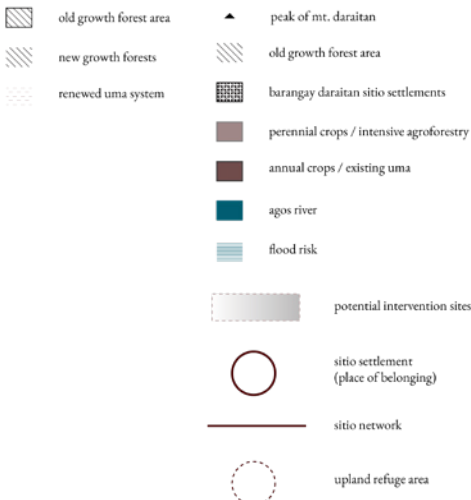 old growth forest area
new growth forests
renewed uma system
peak of mt. daraitan
old growth forest area
barangay daraitan sitio settlements
perennial crops / intensive agroforestry
annual crops / existing uma
agos river
flood risk
potential intervention sites
sitio settlement
(place of belonging)
sitio network
upland refuge area